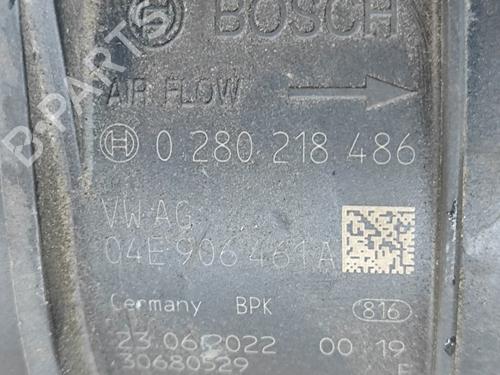 BOSCH
AIR FLOW
0 280 218 486
VW AG
04E 906 461 A
Germany BPK 816
23.06.2022 00 19
30680529 F
B-PARTS